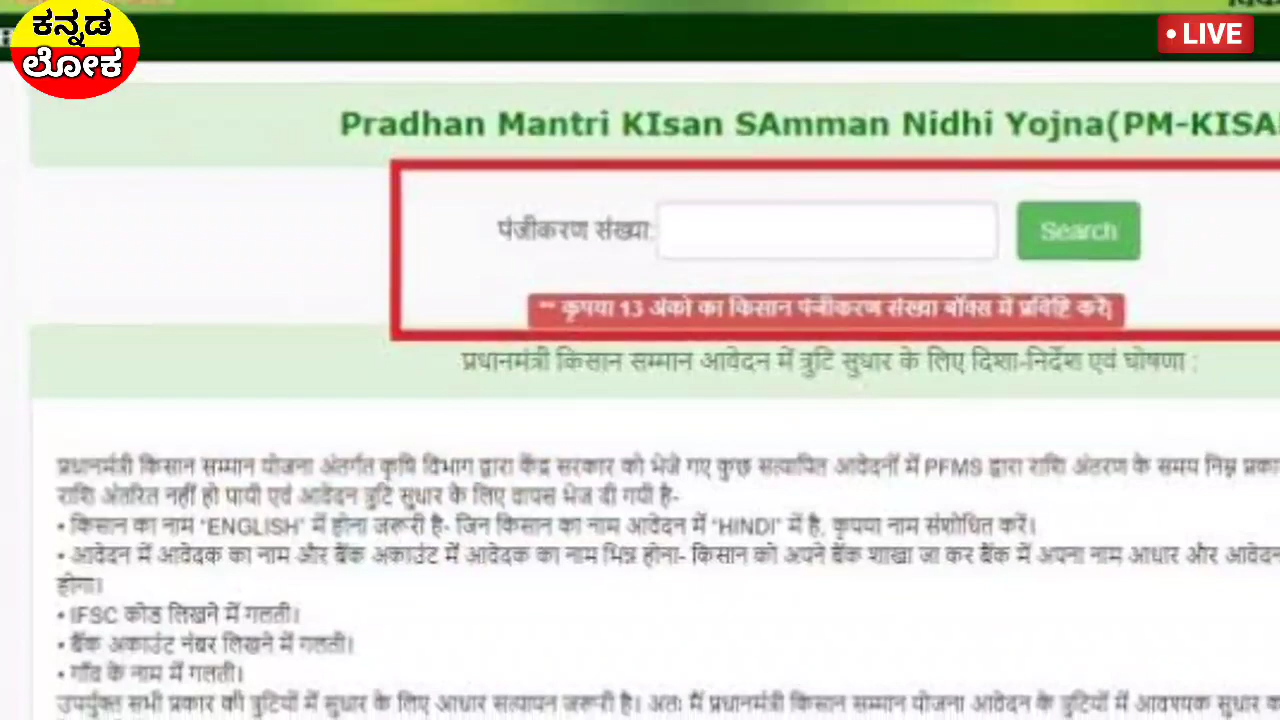 ಕನ್ನಡ
ಲೋಕ
• LIVE
Pradhan Mantri KIsan SAmman Nidhi Yojna(PM-KISA
पंजीकरण संख्या:
Search
** कृपया 13 अंको का किसान पंजीकरण संख्या बॉक्स में प्रविष्टि करें|
प्रधानमंत्री किसान सम्मान आवेदन में त्रुटि सुधार के लिए दिशा-निर्देश एवं घोषणा :
प्रधानमंत्री किसान सम्मान योजना अंतर्गत कृषि विभाग द्वारा केंद्र सरकार को भेजे गए कुछ सत्यापित आवेदनों में PFMS द्वारा राशि अंतरण के समय निम्न प्रका
राशि अंतरित नहीं हो पायी एवं आवेदन त्रुटि सुधार के लिए वापस भेज दी गयी है-
• किसान का नाम "ENGLISH" में होना जरूरी है- जिन किसान का नाम आवेदन में "HINDI" में है, कृपया नाम संशोधित करें।
• आवेदन में आवेदक का नाम और बैंक अकाउंट में आवेदक का नाम भिन्न होना- किसान को अपने बैंक शाखा जा कर बैंक में अपना नाम आधार और आवेदन
होगा।
• IFSC कोड लिखने में गलती।
• बैंक अकाउंट नंबर लिखने में गलती।
• गाँव के नाम में गलती।
उपर्युक्त सभी प्रकार की त्रुटियों में सुधार के लिए आधार सत्यापन जरूरी है। अतः मैं प्रधानमंत्री किसान सम्मान योजना आवेदन के त्रुटियों में आवश्यक सुधार